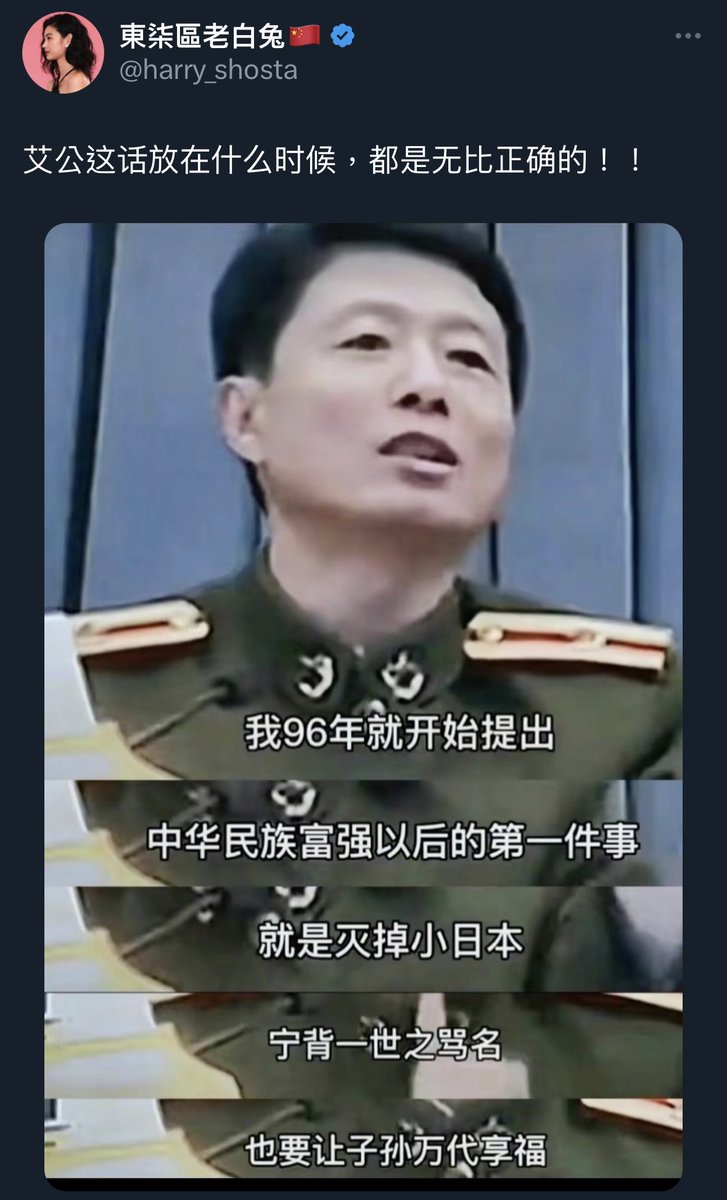 東柒區老白兔🇨🇳
@harry_shosta
艾公这话放在什么时候，都是无比正确的！！
我96年就开始提出
中华民族富强以后的第一件事
就是灭掉小日本
宁背一世之骂名
也要让子孙万代享福